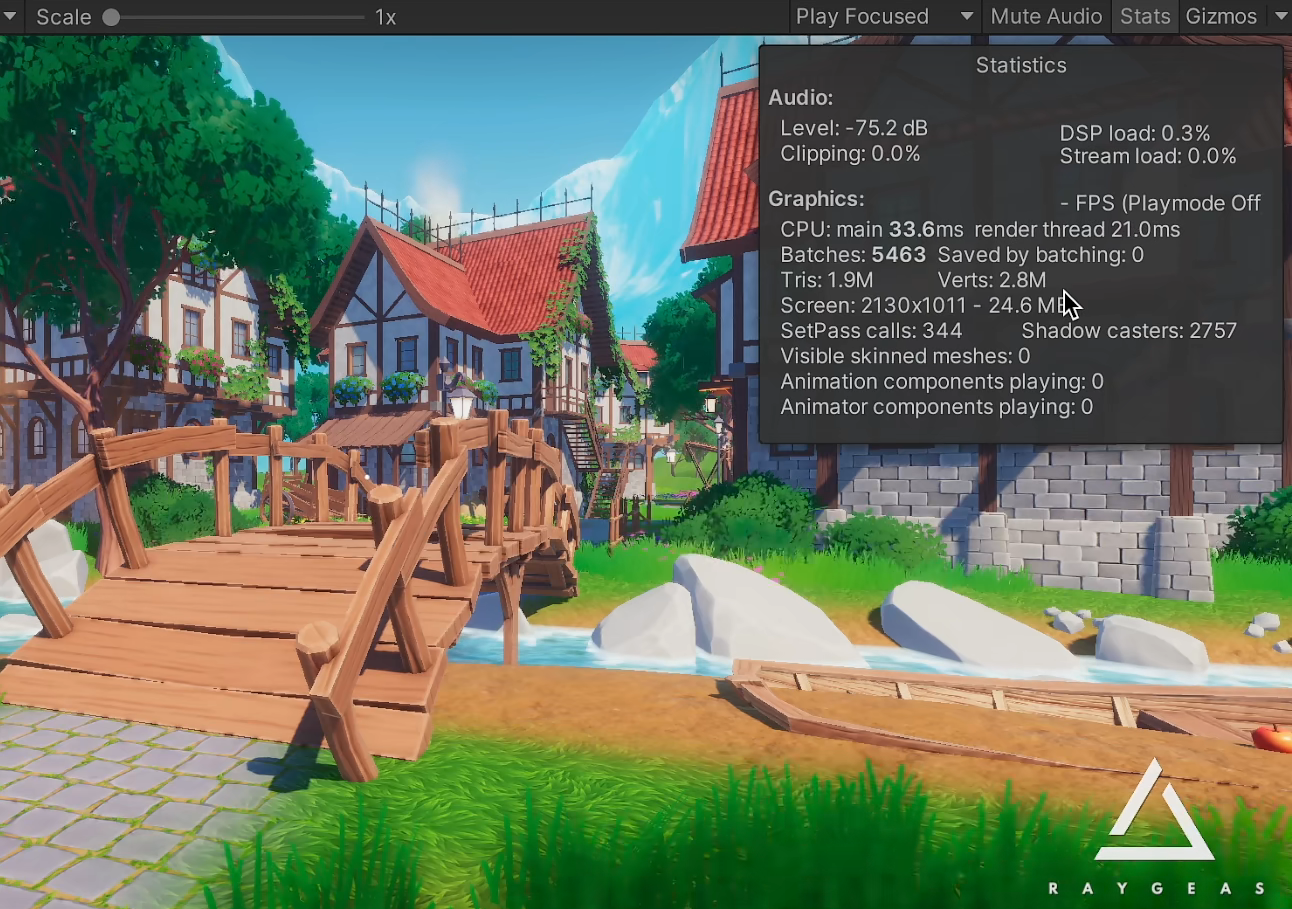 Scale 1x Play Focused Mute Audio Stats Gizmos
Statistics
Audio:
Level: -75.2 dB DSP load: 0.3%
Clipping: 0.0% Stream load: 0.0%
Graphics: - FPS (Playmode Off
CPU: main 33.6ms render thread 21.0ms
Batches: 5463 Saved by batching: 0
Tris: 1.9M Verts: 2.8M
Screen: 2130x1011 - 24.6
SetPass calls: 344 Shadow casters: 2757
Visible skinned meshes: 0
Animation components playing: 0
Animator components playing: 0
RAYGEAS